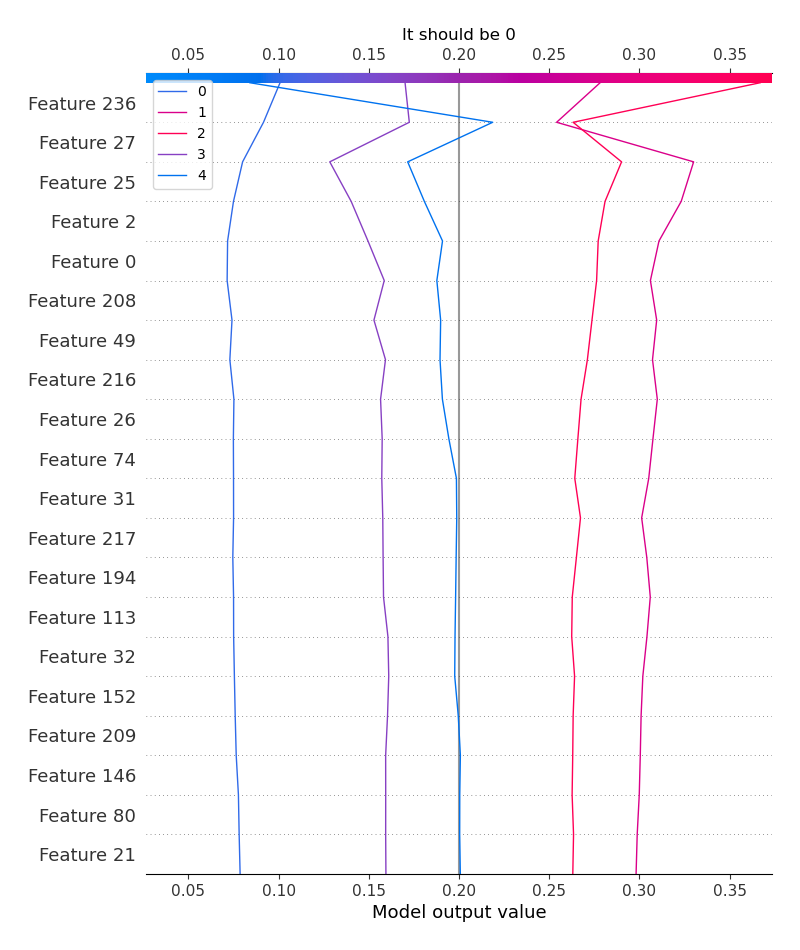 It should be 0
0.05 0.10 0.15 0.20 0.25 0.30 0.35
0
1
2
3
4
Feature 236
Feature 27
Feature 25
Feature 2
Feature 0
Feature 208
Feature 49
Feature 216
Feature 26
Feature 74
Feature 31
Feature 217
Feature 194
Feature 113
Feature 32
Feature 152
Feature 209
Feature 146
Feature 80
Feature 21
0.05 0.10 0.15 0.20 0.25 0.30 0.35
Model output value